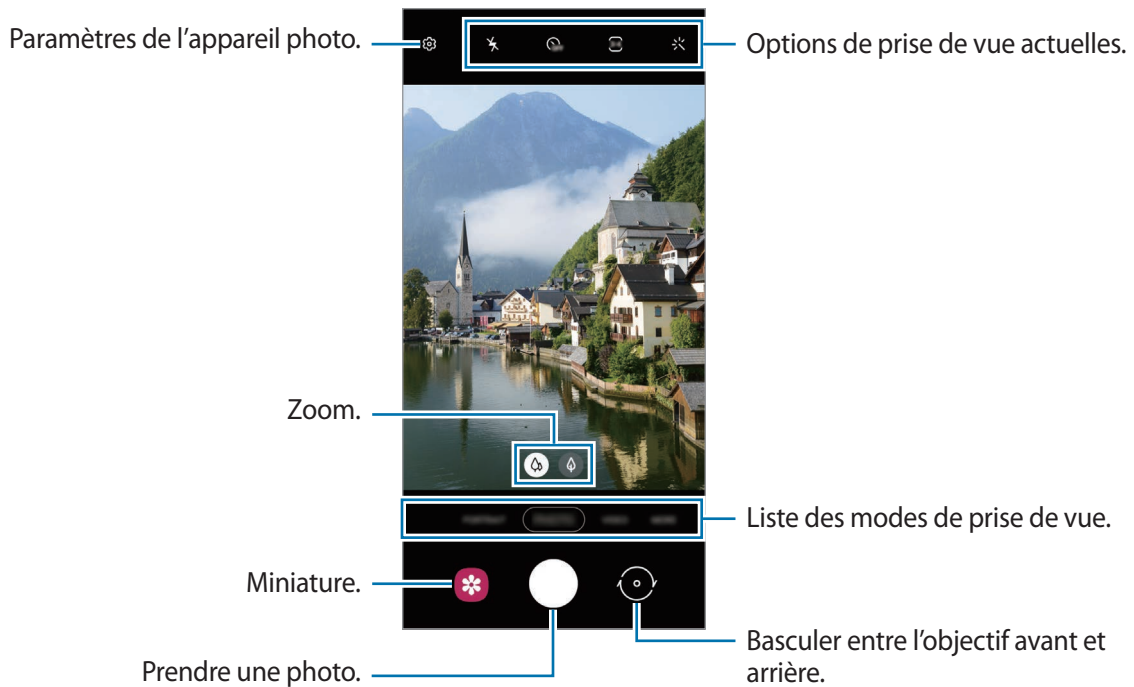 Paramètres de l'appareil photo.
Options de prise de vue actuelles.
Zoom.
Liste des modes de prise de vue.
Miniature.
Basculer entre l'objectif avant et
arrière.
Prendre une photo.